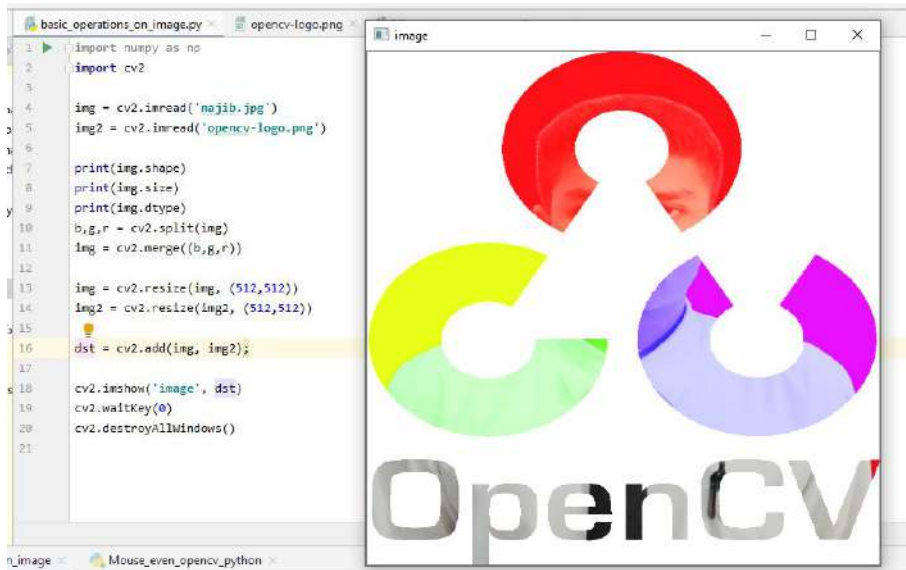 basic_operations_on_image.py
opencv-logo.png
image
1 import numpy as np
2 import cv2
3
4 img = cv2.imread('najib.jpg')
5 img2 = cv2.imread('opencv-logo.png')
6
7 print(img.shape)
8 print(img.size)
9 print(img.dtype)
10 b,g,r = cv2.split(img)
11 img = cv2.merge((b,g,r))
12
13 img = cv2.resize(img, (512,512))
14 img2 = cv2.resize(img2, (512,512))
15
16 dst = cv2.add(img, img2);
17
18 cv2.imshow('image', dst)
19 cv2.waitKey(0)
20 cv2.destroyAllWindows()
21
OpenCV
n_image
Mouse_even_opencv_python